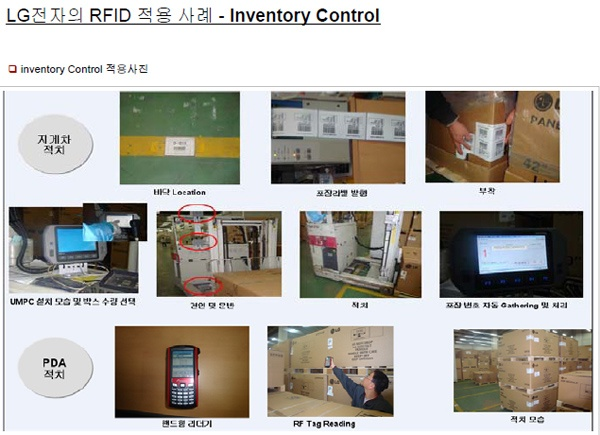 LG전자의 RFID 적용 사례 - Inventory Control
inventory Control 적용사진
지게차
적치
바닥 Location
포장라벨 발행
부착
UMPC 설치 모습 및 박스 수량 선택
운반
적치
포장 번호 자동 Gathering 및 처리
PDA
적치
핸드형 리더기
RF Tag Reading
적치 모습